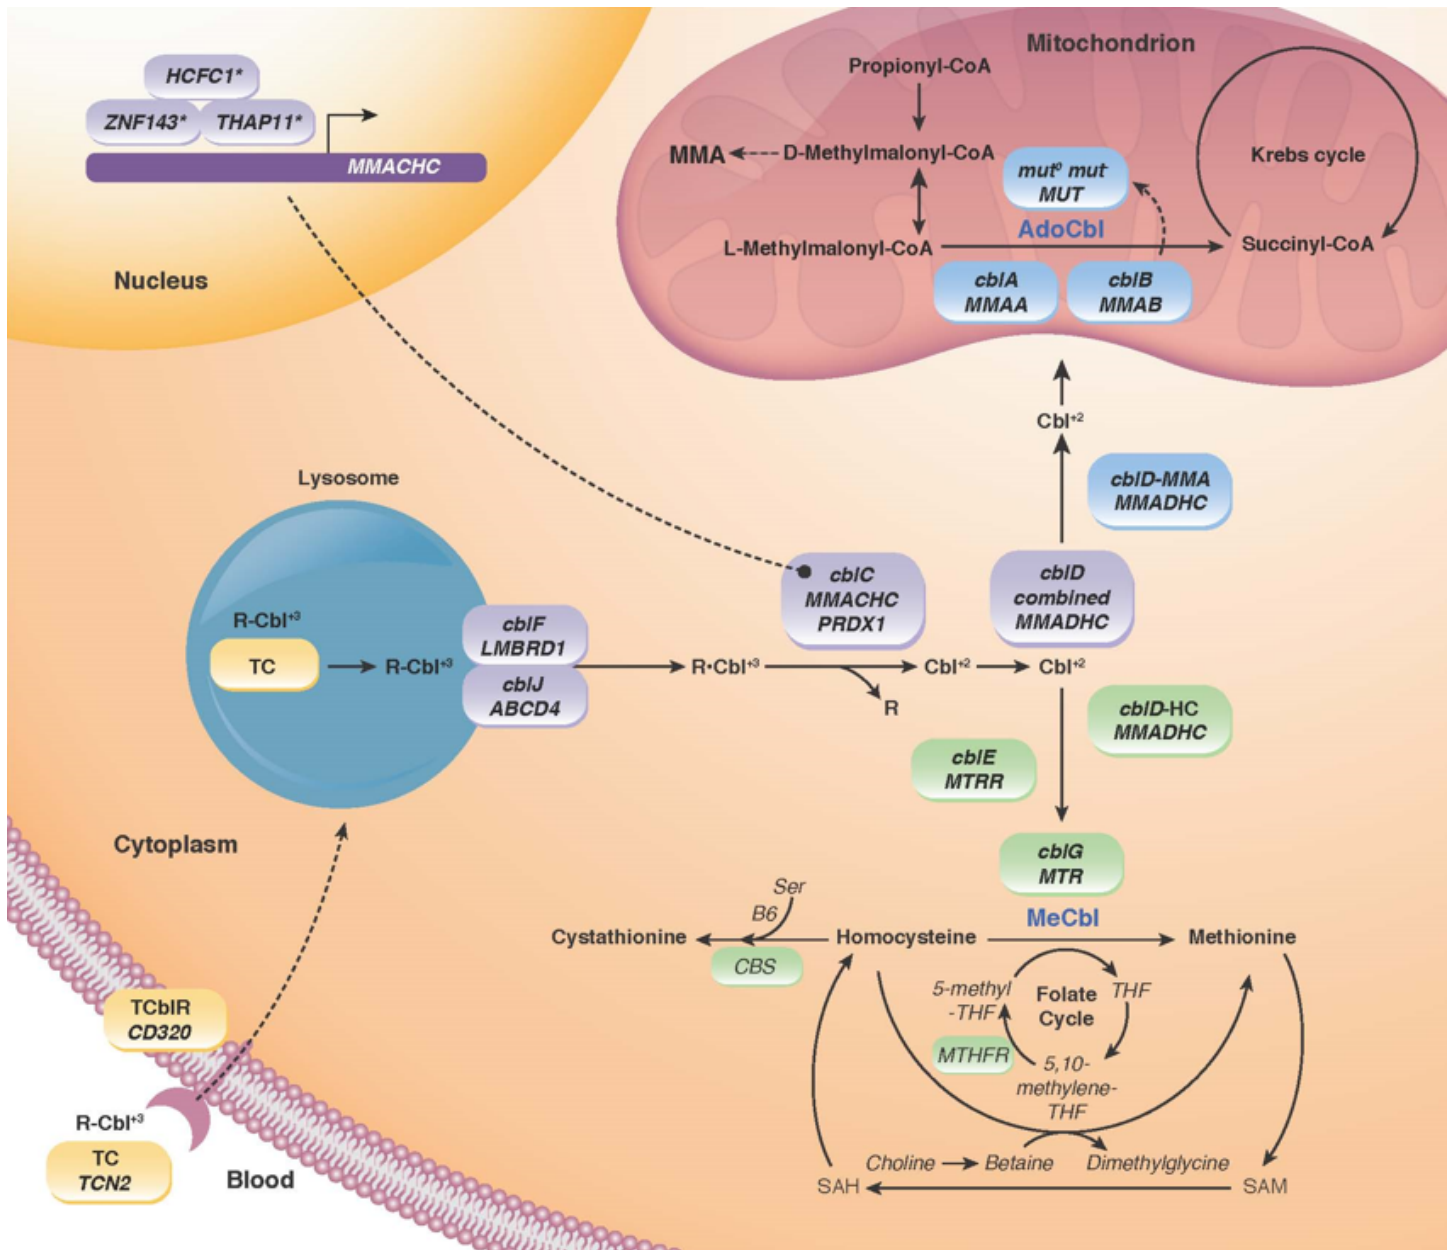 HCFC1*
ZNF143*
THAP11*
MMACHC
Nucleus
Mitochondrion
Propionyl-CoA
MMA
D-Methylmalonyl-CoA
mut⁰ mut⁻
MUT
Krebs cycle
AdoCbl
L-Methylmalonyl-CoA
Succinyl-CoA
cblA
MMAA
cblB
MMAB
Cbl⁺²
cblD-MMA
MMADHC
Lysosome
R-Cbl⁺³
TC
R-Cbl⁺³
cblF
LMBRD1
cblJ
ABCD4
R•Cbl⁺³
cblC
MMACHC
PRDX1
R
Cbl⁺²
cblD
combined
MMADHC
Cbl⁺²
cblD-HC
MMADHC
cblE
MTRR
cblG
MTR
MeCbl
Cytoplasm
Ser
B6
Cystathionine
CBS
Homocysteine
Methionine
5-methyl
-THF
Folate
Cycle
THF
MTHFR
5,10-
methylene-
THF
Choline
Betaine
Dimethylglycine
SAH
SAM
TCblR
CD320
R-Cbl⁺³
TC
TCN2
Blood